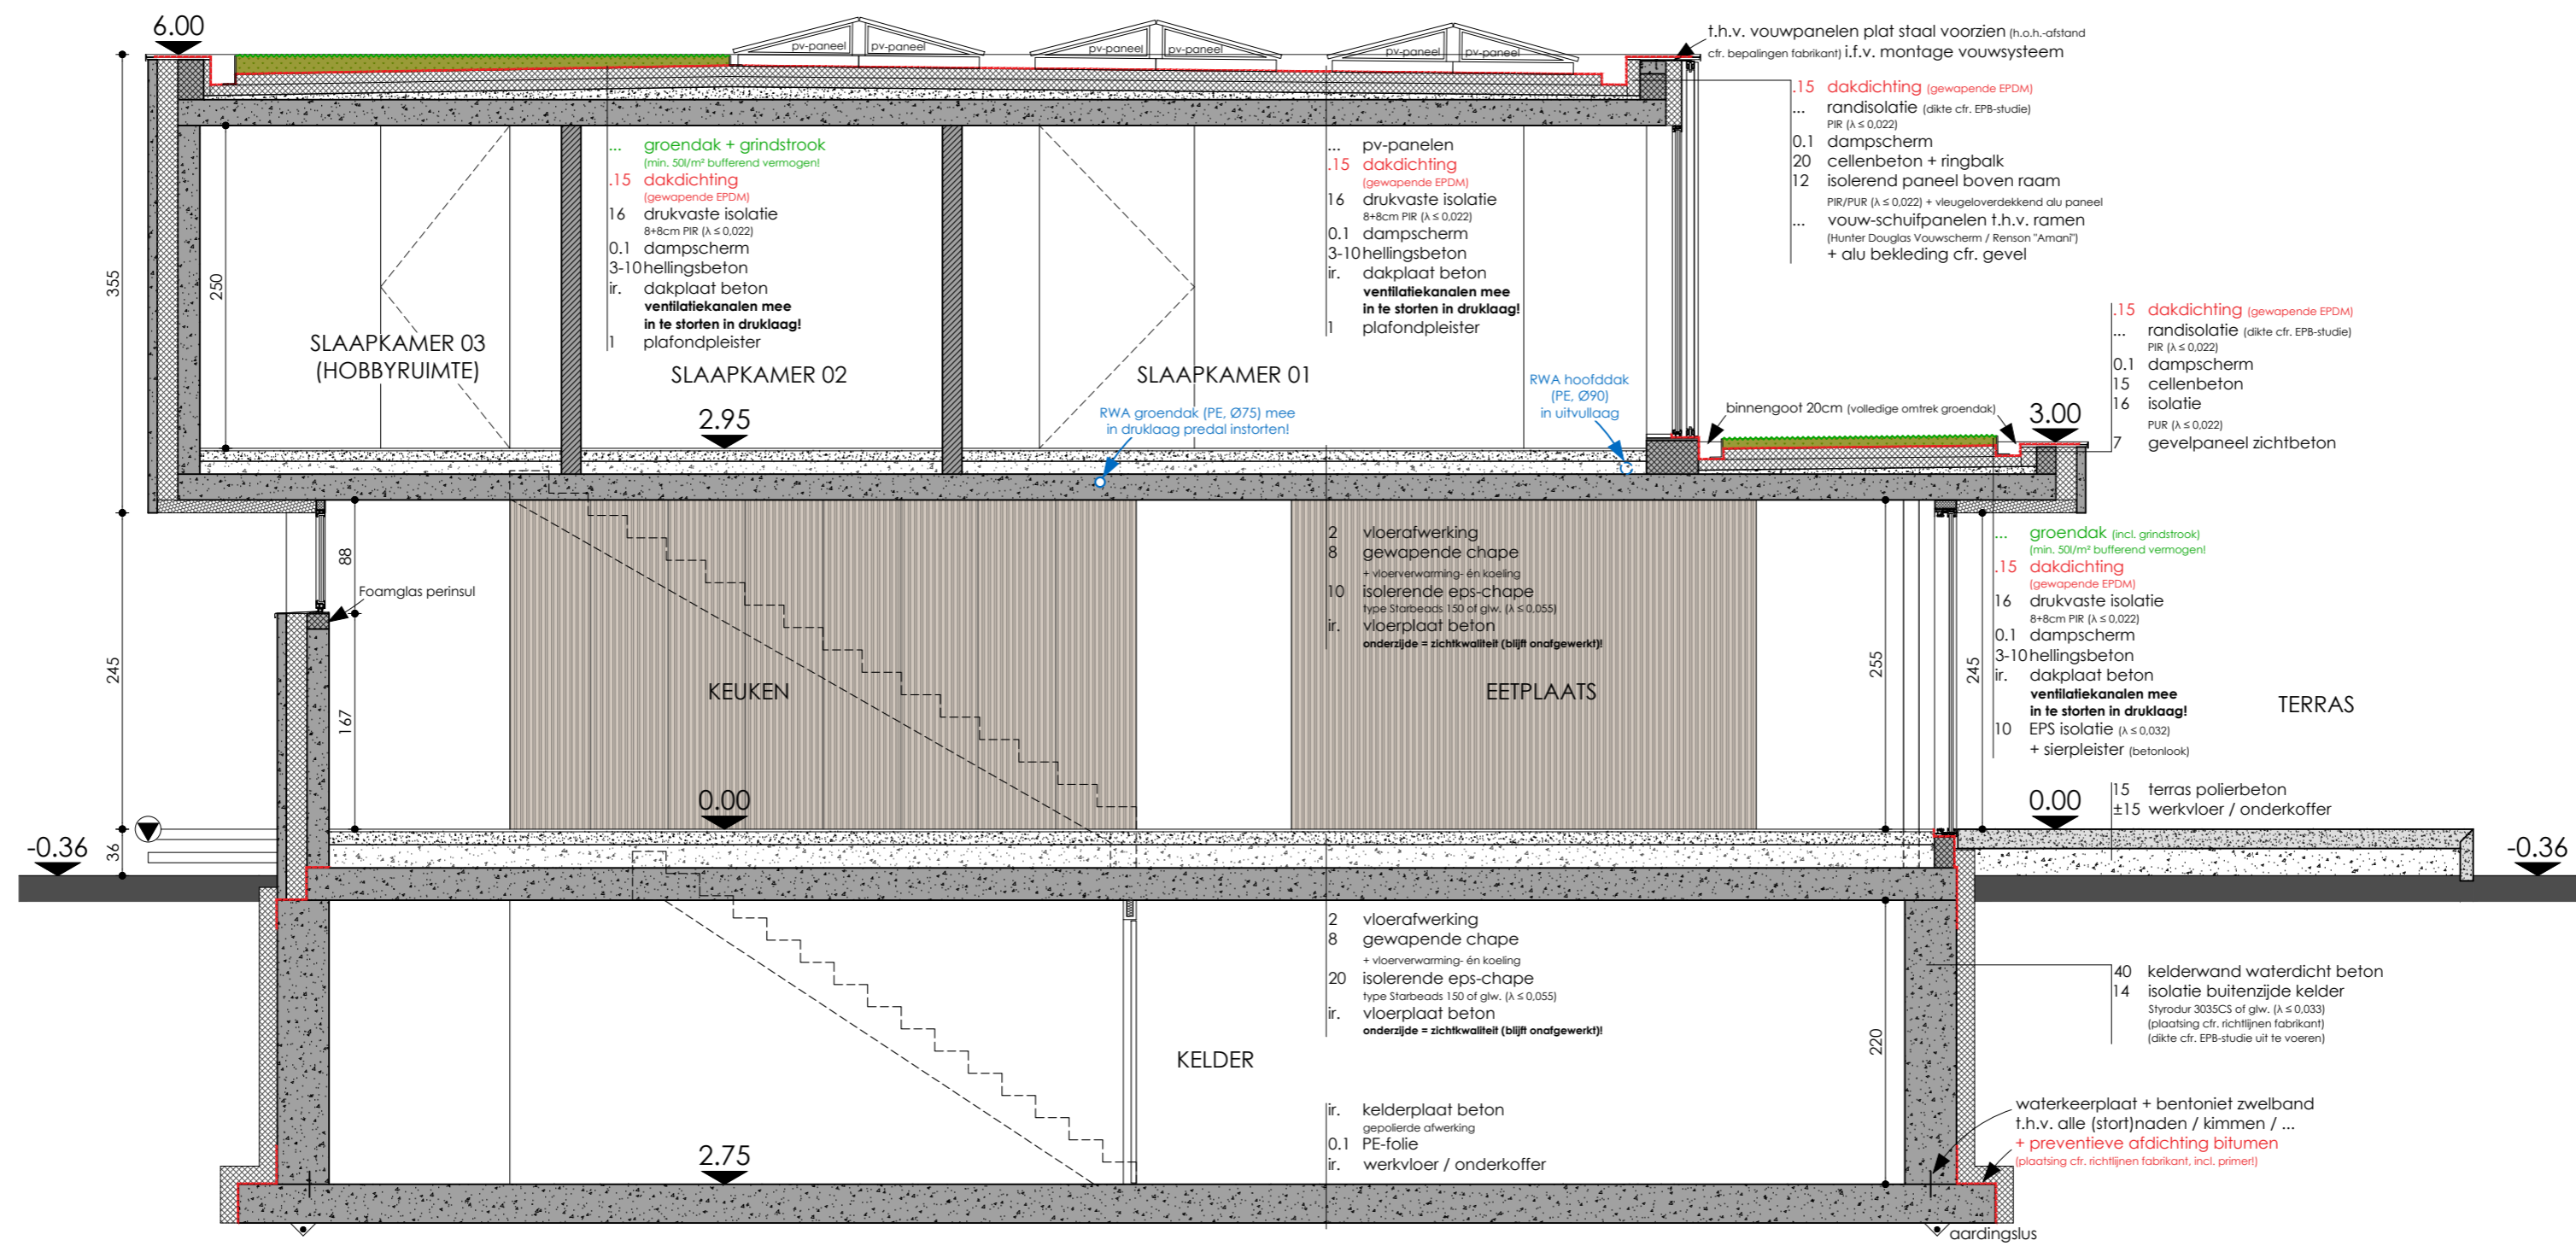 6.00
pv-paneel pv-paneel
pv-paneel pv-paneel
pv-paneel pv-paneel
t.h.v. vouwpanelen plat staal voorzien (h.o.h.-afstand
cfr. bepalingen fabrikant) i.f.v. montage vouwsysteem
.15 dakdichting (gewapende EPDM)
... randisolatie (dikte cfr. EPB-studie)
PIR (λ ≤ 0,022)
0.1 dampscherm
20 cellenbeton + ringbalk
12 isolerend paneel boven raam
PIR/PUR (λ ≤ 0,022) + vleugeloverdekkend alu paneel
... vouw-schuifpanelen t.h.v. ramen
(Hunter Douglas Vouwscherm / Renson "Amani")
+ alu bekleding cfr. gevel
... groendak + grindstrook
(min. 50l/m² bufferend vermogen!
.15 dakdichting
(gewapende EPDM)
16 drukvaste isolatie
8+8cm PIR (λ ≤ 0,022)
0.1 dampscherm
3-10 hellingsbeton
ir. dakplaat beton
ventilatiekanalen mee
in te storten in druklaag!
1 plafondpleister
... pv-panelen
.15 dakdichting
(gewapende EPDM)
16 drukvaste isolatie
8+8cm PIR (λ ≤ 0,022)
0.1 dampscherm
3-10 hellingsbeton
ir. dakplaat beton
ventilatiekanalen mee
in te storten in druklaag!
1 plafondpleister
355
250
SLAAPKAMER 03
(HOBBYRUIMTE)
SLAAPKAMER 02
SLAAPKAMER 01
2.95
RWA groendak (PE, Ø75) mee
in druklaag predal instorten!
RWA hoofddak
(PE, Ø90)
in uitvullaag
binnengoot 20cm (volledige omtrek groendak)
3.00
.15 dakdichting (gewapende EPDM)
... randisolatie (dikte cfr. EPB-studie)
PIR (λ ≤ 0,022)
0.1 dampscherm
15 cellenbeton
16 isolatie
PUR (λ ≤ 0,022)
7 gevelpaneel zichtbeton
88
Foamglas perinsul
245
167
KEUKEN
EETPLAATS
2 vloerafwerking
8 gewapende chape
+ vloerverwarming- én koeling
10 isolerende eps-chape
type Starbeads 150 of glw. (λ ≤ 0,055)
ir. vloerplaat beton
onderzijde = zichtkwaliteit (blijft onafgewerkt)!
255
245
... groendak (incl. grindstrook)
(min. 50l/m² bufferend vermogen!
.15 dakdichting
(gewapende EPDM)
16 drukvaste isolatie
8+8cm PIR (λ ≤ 0,022)
0.1 dampscherm
3-10 hellingsbeton
ir. dakplaat beton
ventilatiekanalen mee
in te storten in druklaag!
10 EPS isolatie (λ ≤ 0,032)
+ sierpleister (betonlook)
TERRAS
0.00
0.00
15 terras polierbeton
±15 werkvloer / onderkoffer
-0.36
36
-0.36
2 vloerafwerking
8 gewapende chape
+ vloerverwarming- én koeling
20 isolerende eps-chape
type Starbeads 150 of glw. (λ ≤ 0,055)
ir. vloerplaat beton
onderzijde = zichtkwaliteit (blijft onafgewerkt)!
KELDER
220
40 kelderwand waterdicht beton
14 isolatie buitenzijde kelder
Styrodur 3035CS of glw. (λ ≤ 0,033)
(plaatsing cfr. richtlijnen fabrikant)
(dikte cfr. EPB-studie uit te voeren)
ir. kelderplaat beton
gepolierde afwerking
0.1 PE-folie
ir. werkvloer / onderkoffer
2.75
waterkeerplaat + bentoniet zwelband
t.h.v. alle (stort)naden / kimmen / ...
+ preventieve afdichting bitumen
(plaatsing cfr. richtlijnen fabrikant, incl. primer!)
aardingslus